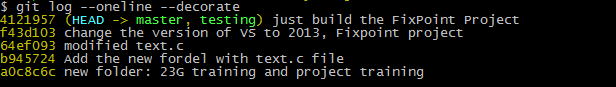 $ git log --oneline --decorate
4121957 (HEAD -> master, testing) just build the FixPoint Project
f43d103 change the version of VS to 2013, Fixpoint project
64ef093 modified text.c
b945724 Add the new fordel with text.c file
a0c8c6c new folder: 23G training and project training